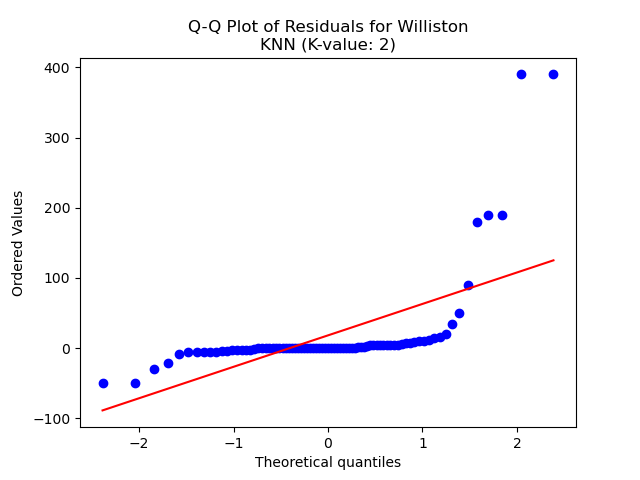 Q-Q Plot of Residuals for Williston
KNN (K-value: 2)
400
300
200
100
0
−100
Ordered Values
−2
−1
0
1
2
Theoretical quantiles